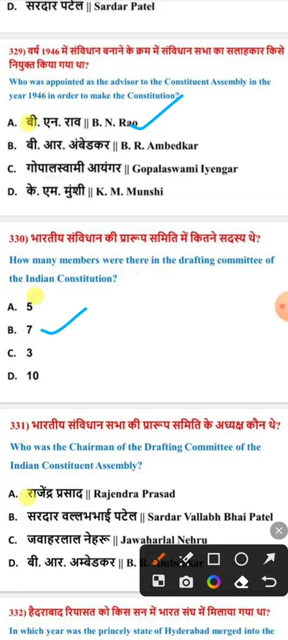 D. सरदार पटेल || Sardar Patel
329) वर्ष 1946 में संविधान बनाने के क्रम में संविधान सभा का सलाहकार किसे
नियुक्त किया गया था?
Who was appointed as the advisor to the Constituent Assembly in the
year 1946 in order to make the Constitution?
A. बी. एन. राव || B. N. Rao
B. बी. आर. अंबेडकर || B. R. Ambedkar
C. गोपालस्वामी आयंगर || Gopalaswami Iyengar
D. के. एम. मुंशी || K. M. Munshi
330) भारतीय संविधान की प्रारूप समिति में कितने सदस्य थे?
How many members were there in the drafting committee of
the Indian Constitution?
A. 5
B. 7
C. 3
D. 10
331) भारतीय संविधान सभा की प्रारूप समिति के अध्यक्ष कौन थे?
Who was the Chairman of the Drafting Committee of the
Indian Constituent Assembly?
A. राजेंद्र प्रसाद || Rajendra Prasad
B. सरदार वल्लभभाई पटेल || Sardar Vallabh Bhai Patel
C. जवाहरलाल नेहरू || Jawaharlal Nehru
D. बी. आर. अम्बेडकर || B.
332) हैदराबाद रियासत को किस सन में भारत संघ में मिलाया गया था?
In which year was the princely state of Hyderabad merged into the